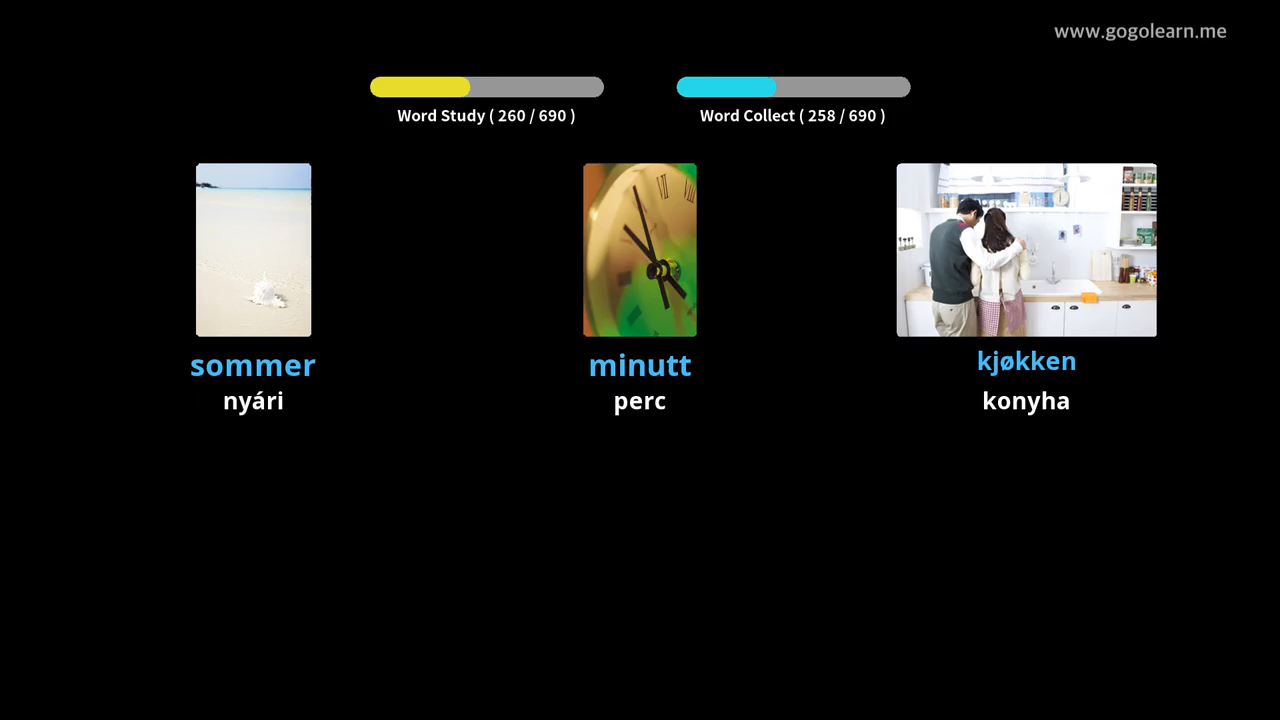 www.gogolearn.me
Word Study ( 260 / 690 )
Word Collect ( 258 / 690 )
sommer
nyári
minutt
perc
kjøkken
konyha